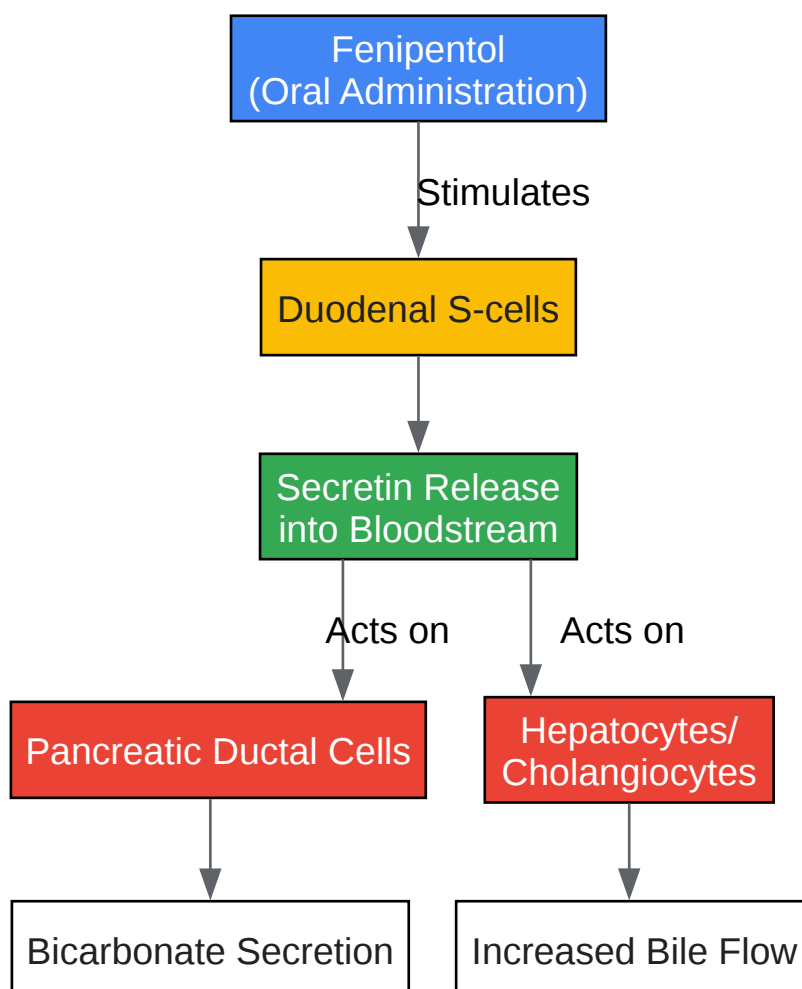 Fenipentol
(Oral Administration)
Stimulates
Duodenal S-cells
Secretin Release
into Bloodstream
Acts on
Acts on
Pancreatic Ductal Cells
Hepatocytes/
Cholangiocytes
Bicarbonate Secretion
Increased Bile Flow